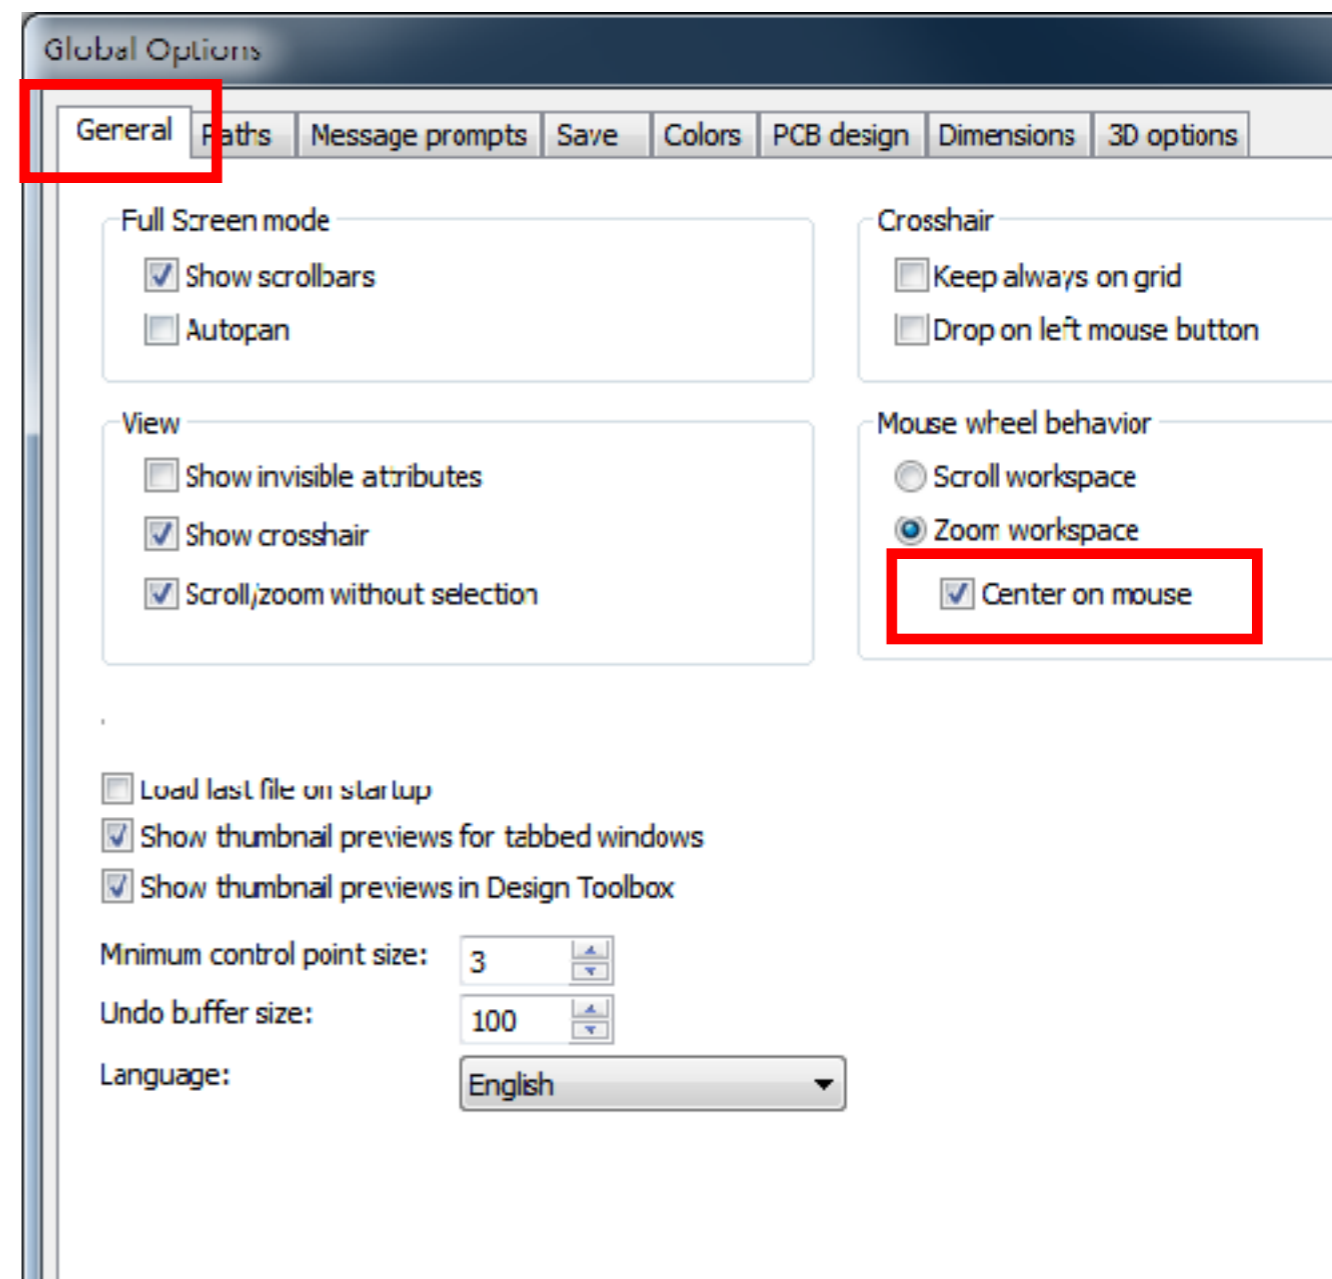 Global Options
General Paths Message prompts Save Colors PCB design Dimensions 3D options
Full Screen mode
Show scrollbars
Autopan
Crosshair
Keep always on grid
Drop on left mouse button
View
Show invisible attributes
Show crosshair
Scroll/zoom without selection
Mouse wheel behavior
Scroll workspace
Zoom workspace
Center on mouse
Load last file on startup
Show thumbnail previews for tabbed windows
Show thumbnail previews in Design Toolbox
Minimum control point size: 3
Undo buffer size: 100
Language: English